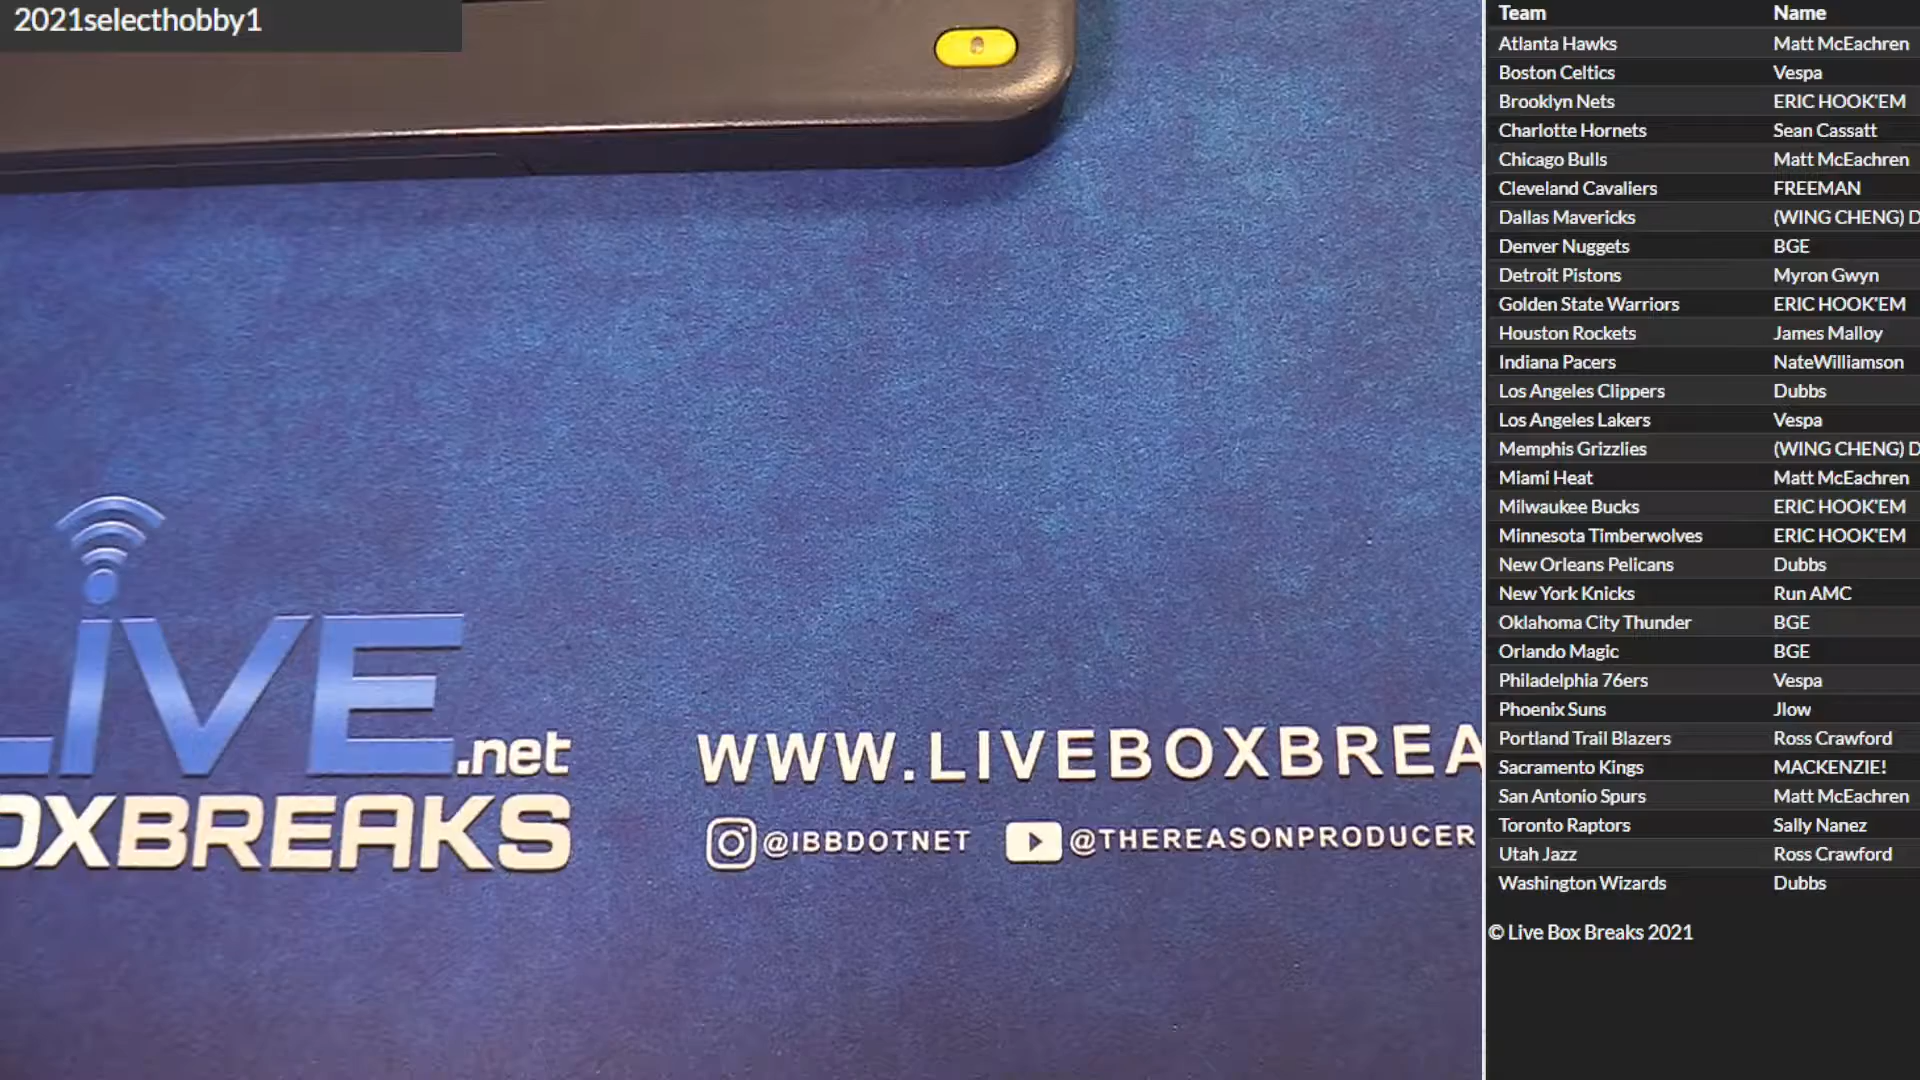 2021selecthobby1
LIVE.net
OXBREAKS
WWW.LIVEBOXBREA
@IBBDOTNET @THEREASONPRODUCER
Team Name
Atlanta Hawks Matt McEachren
Boston Celtics Vespa
Brooklyn Nets ERIC HOOK'EM
Charlotte Hornets Sean Cassatt
Chicago Bulls Matt McEachren
Cleveland Cavaliers FREEMAN
Dallas Mavericks (WING CHENG) D
Denver Nuggets BGE
Detroit Pistons Myron Gwyn
Golden State Warriors ERIC HOOK'EM
Houston Rockets James Malloy
Indiana Pacers NateWilliamson
Los Angeles Clippers Dubbs
Los Angeles Lakers Vespa
Memphis Grizzlies (WING CHENG) D
Miami Heat Matt McEachren
Milwaukee Bucks ERIC HOOK'EM
Minnesota Timberwolves ERIC HOOK'EM
New Orleans Pelicans Dubbs
New York Knicks Run AMC
Oklahoma City Thunder BGE
Orlando Magic BGE
Philadelphia 76ers Vespa
Phoenix Suns Jlow
Portland Trail Blazers Ross Crawford
Sacramento Kings MACKENZIE!
San Antonio Spurs Matt McEachren
Toronto Raptors Sally Nanez
Utah Jazz Ross Crawford
Washington Wizards Dubbs
© Live Box Breaks 2021